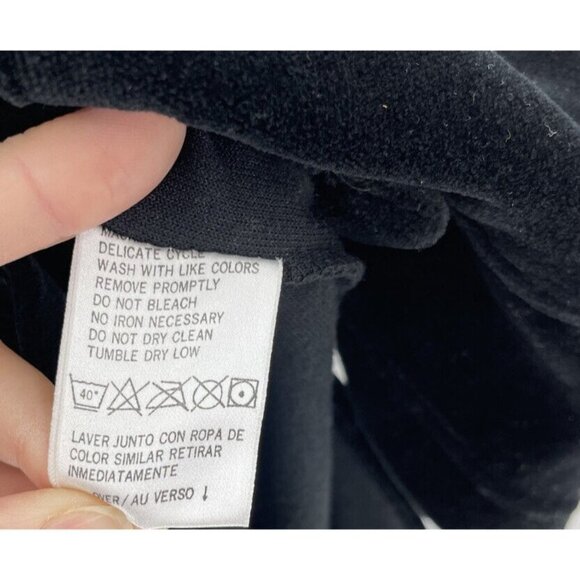 DELICATE CYCLE
WASH WITH LIKE COLORS
REMOVE PROMPTLY
DO NOT BLEACH
NO IRON NECESSARY
DO NOT DRY CLEAN
TUMBLE DRY LOW
40°
LAVER JUNTO CON ROPA DE
COLOR SIMILAR RETIRAR
INMEDIATAMENTE
/AU VERSO